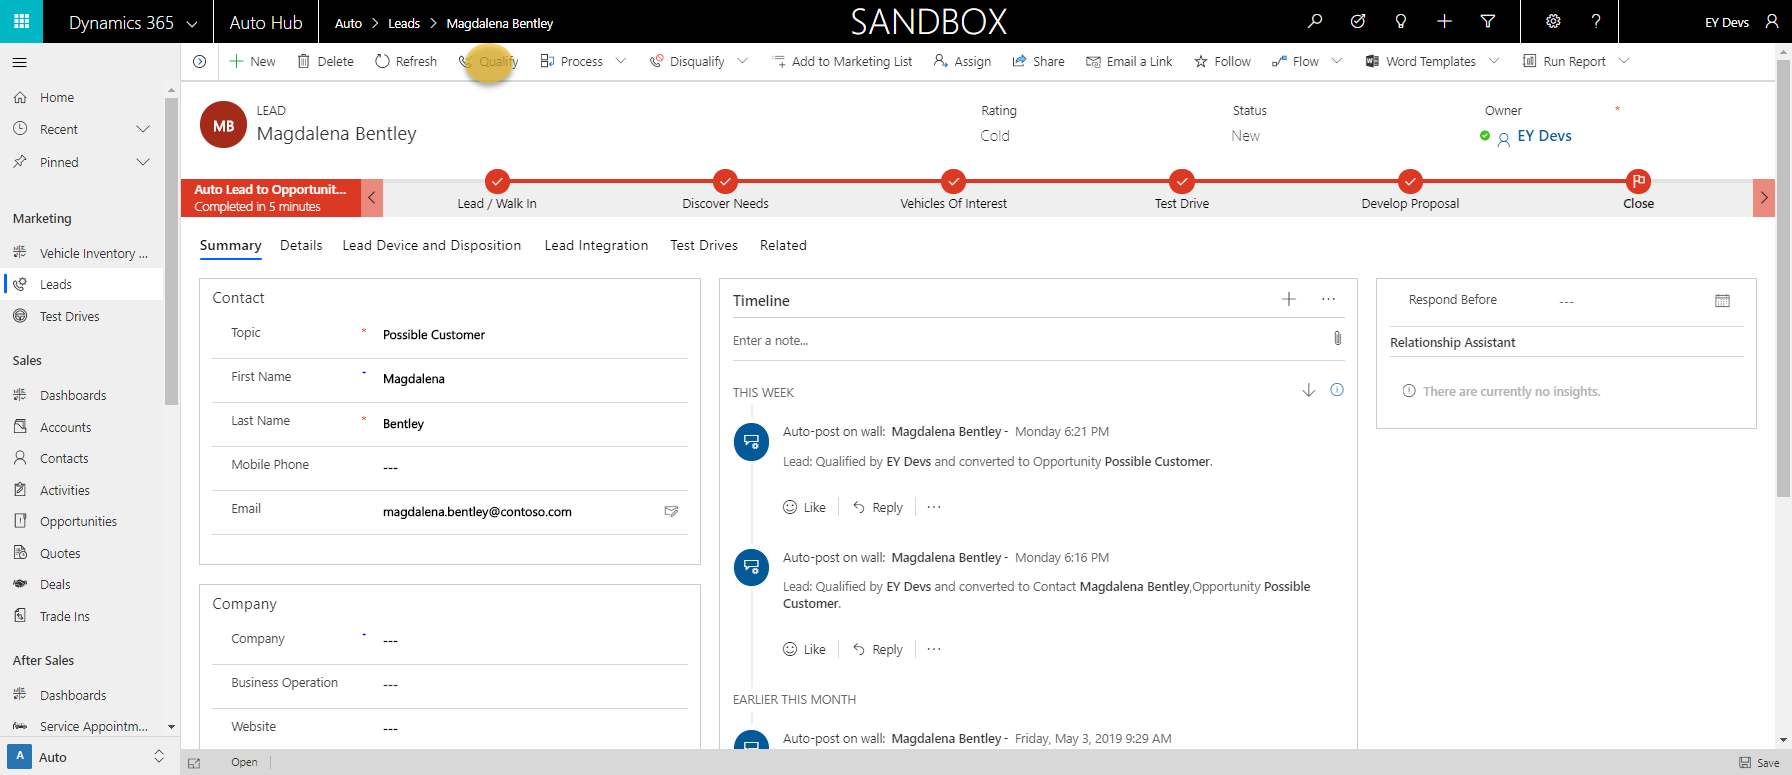 Dynamics 365
Auto Hub
Auto > Leads > Magdalena Bentley
SANDBOX
EY Devs
New
Delete
Refresh
Qualify
Process
Disqualify
Add to Marketing List
Assign
Share
Email a Link
Follow
Flow
Word Templates
Run Report
Home
Recent
Pinned
Marketing
Vehicle Inventory ...
Leads
Test Drives
Sales
Dashboards
Accounts
Contacts
Activities
Opportunities
Quotes
Deals
Trade Ins
After Sales
Dashboards
Service Appointm...
A Auto
MB
LEAD
Magdalena Bentley
Rating
Cold
Status
New
Owner *
EY Devs
Auto Lead to Opportunit...
Completed in 5 minutes
Lead / Walk In
Discover Needs
Vehicles Of Interest
Test Drive
Develop Proposal
Close
Summary
Details
Lead Device and Disposition
Lead Integration
Test Drives
Related
Contact
Topic * Possible Customer
First Name Magdalena
Last Name * Bentley
Mobile Phone ---
Email magdalena.bentley@contoso.com
Company
Company ---
Business Operation ---
Website ---
Timeline
Enter a note...
THIS WEEK
Auto-post on wall: Magdalena Bentley - Monday 6:21 PM
Lead: Qualified by EY Devs and converted to Opportunity Possible Customer.
Like Reply ...
Auto-post on wall: Magdalena Bentley - Monday 6:16 PM
Lead: Qualified by EY Devs and converted to Contact Magdalena Bentley,Opportunity Possible
Customer.
Like Reply ...
EARLIER THIS MONTH
Auto-post on wall: Magdalena Bentley - Friday, May 3, 2019 9:29 AM
Respond Before ---
Relationship Assistant
There are currently no insights.
Open
Save